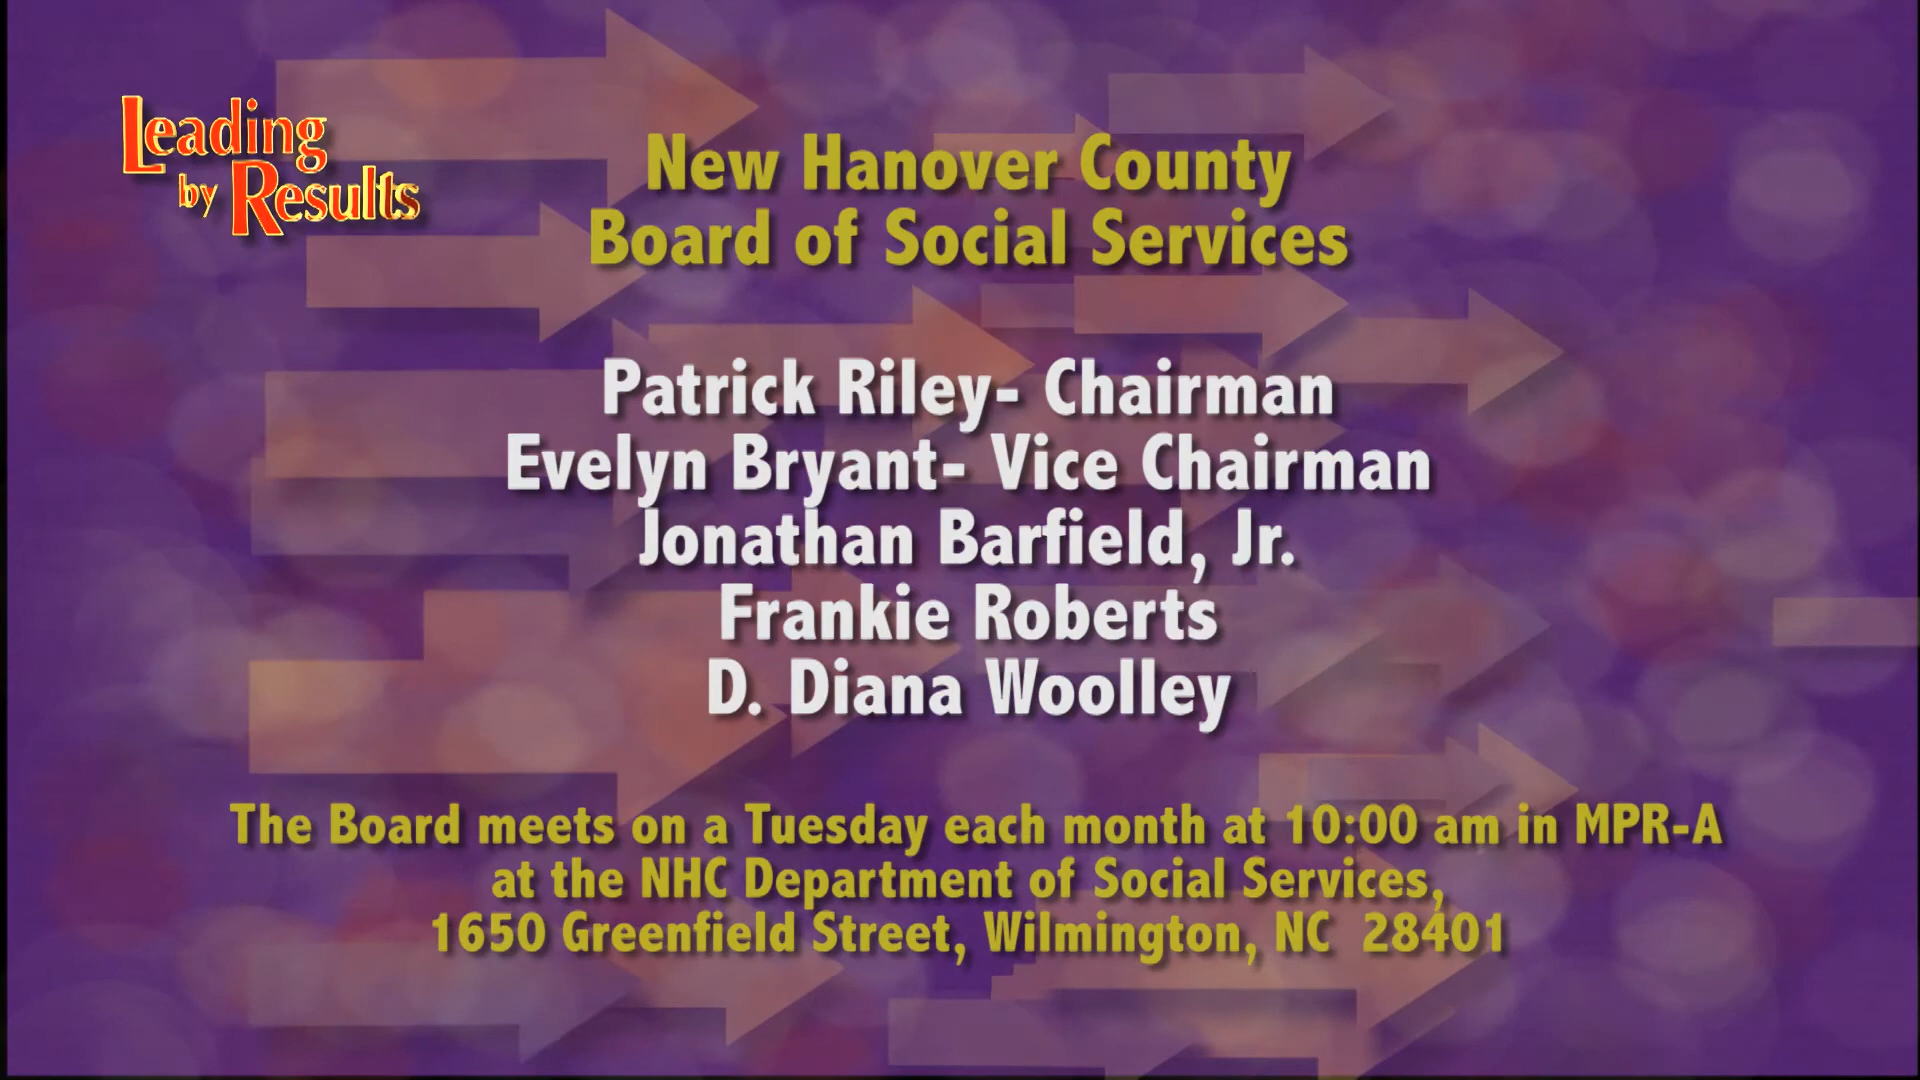 Leading
by Results
New Hanover County
Board of Social Services
Patrick Riley- Chairman
Evelyn Bryant- Vice Chairman
Jonathan Barfield, Jr.
Frankie Roberts
D. Diana Woolley
The Board meets on a Tuesday each month at 10:00 am in MPR-A
at the NHC Department of Social Services,
1650 Greenfield Street, Wilmington, NC  28401